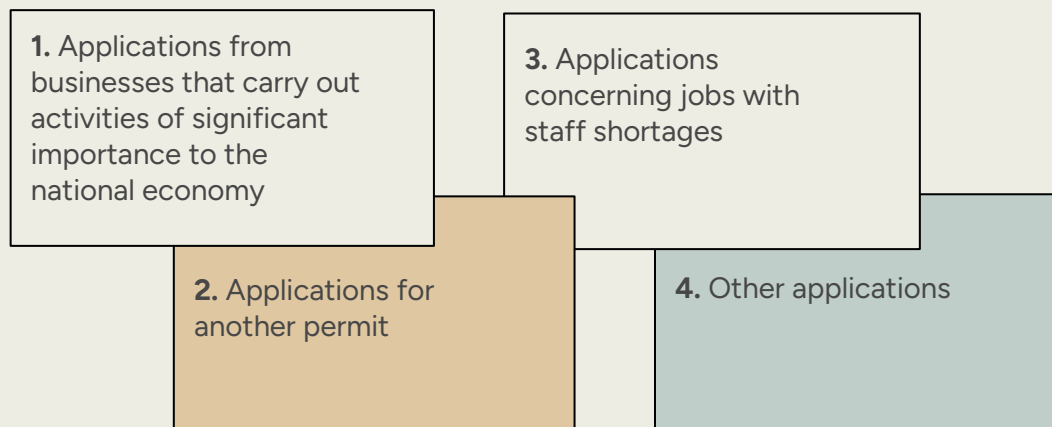 1. Applications from
businesses that carry out
activities of significant
importance to the
national economy
2. Applications for
another permit
3. Applications
concerning jobs with
staff shortages
4. Other applications